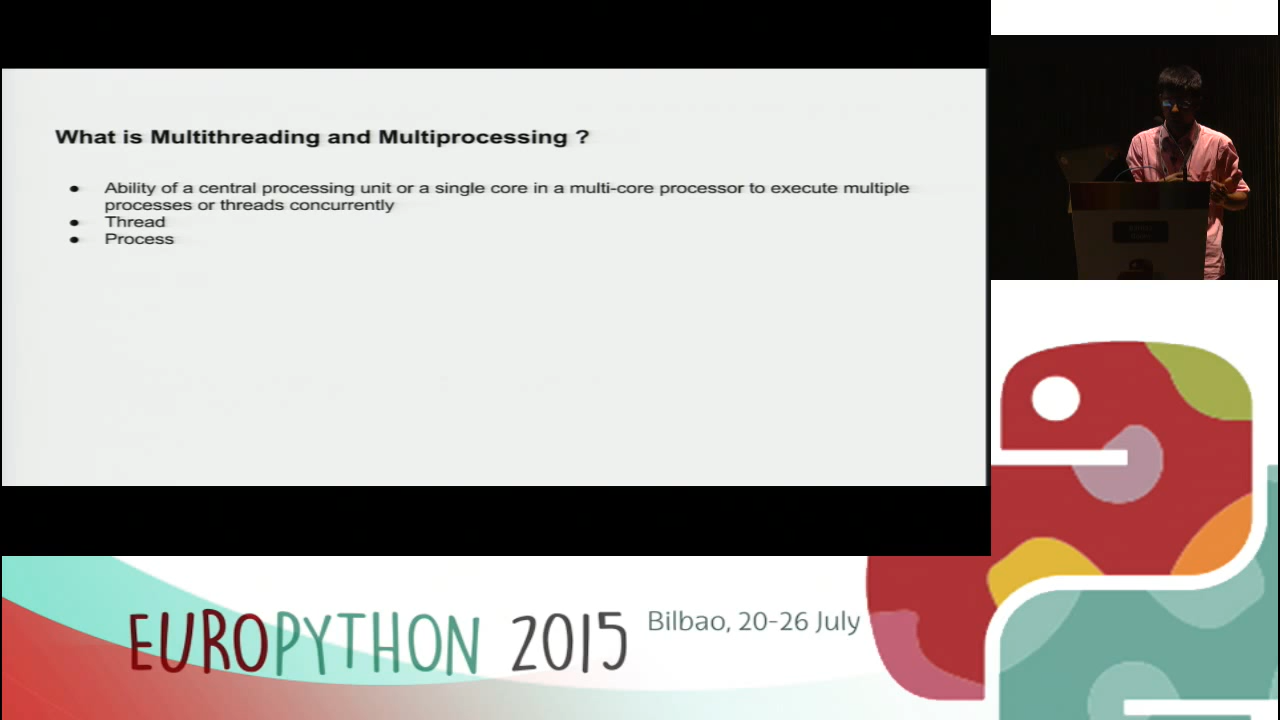 What is Multithreading and Multiprocessing ?
● Ability of a central processing unit or a single core in a multi-core processor to execute multiple
processes or threads concurrently
● Thread
● Process
EUROPYTHON 2015
Bilbao, 20-26 July